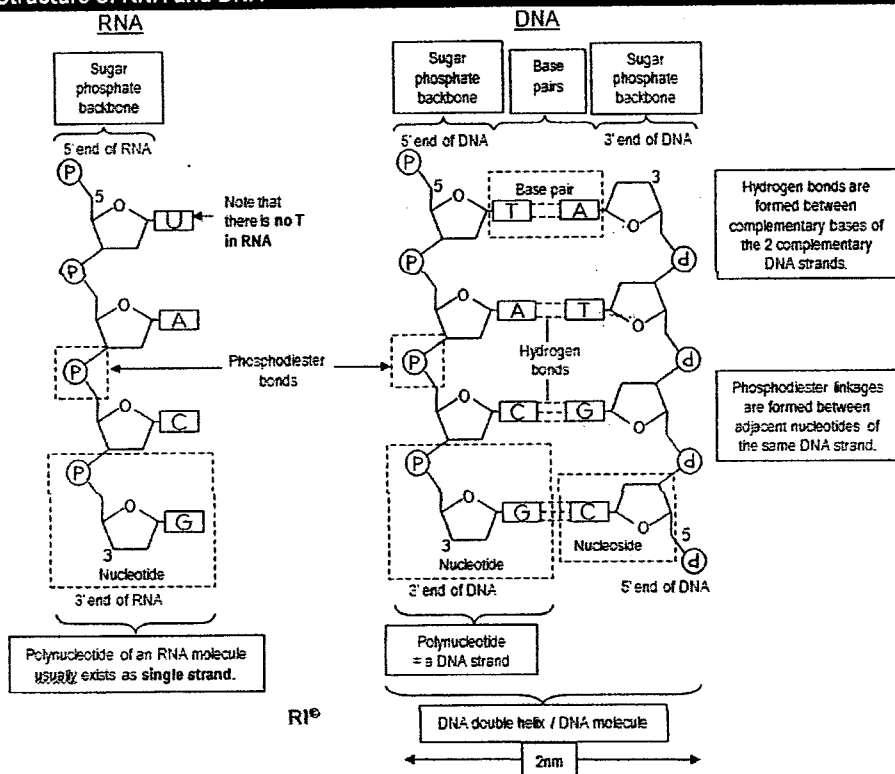 Structure of RNA and DNA
RNA
Sugar
phosphate
backbone
5' end of RNA
P
5
O
U
Note that
there is no T
in RNA
P
O
A
P
Phosphodiester
bonds
O
C
P
O
G
3
Nucleotide
3' end of RNA
Polynucleotide of an RNA molecule
usually exists as single strand.
RI©
DNA
Sugar
phosphate
backbone
Base
pairs
Sugar
phosphate
backbone
5' end of DNA
3' end of DNA
P
5
Base pair
3
O
T
A
O
P
P
O
A
T
O
Hydrogen
bonds
P
P
O
C
G
O
P
P
O
G
C
O
3
5
P
Nucleotide
Nucleoside
3' end of DNA
5' end of DNA
Polynucleotide
= a DNA strand
DNA double helix / DNA molecule
2nm
Hydrogen bonds are
formed between
complementary bases of
the 2 complementary
DNA strands.
Phosphodiester linkages
are formed between
adjacent nucleotides of
the same DNA strand.